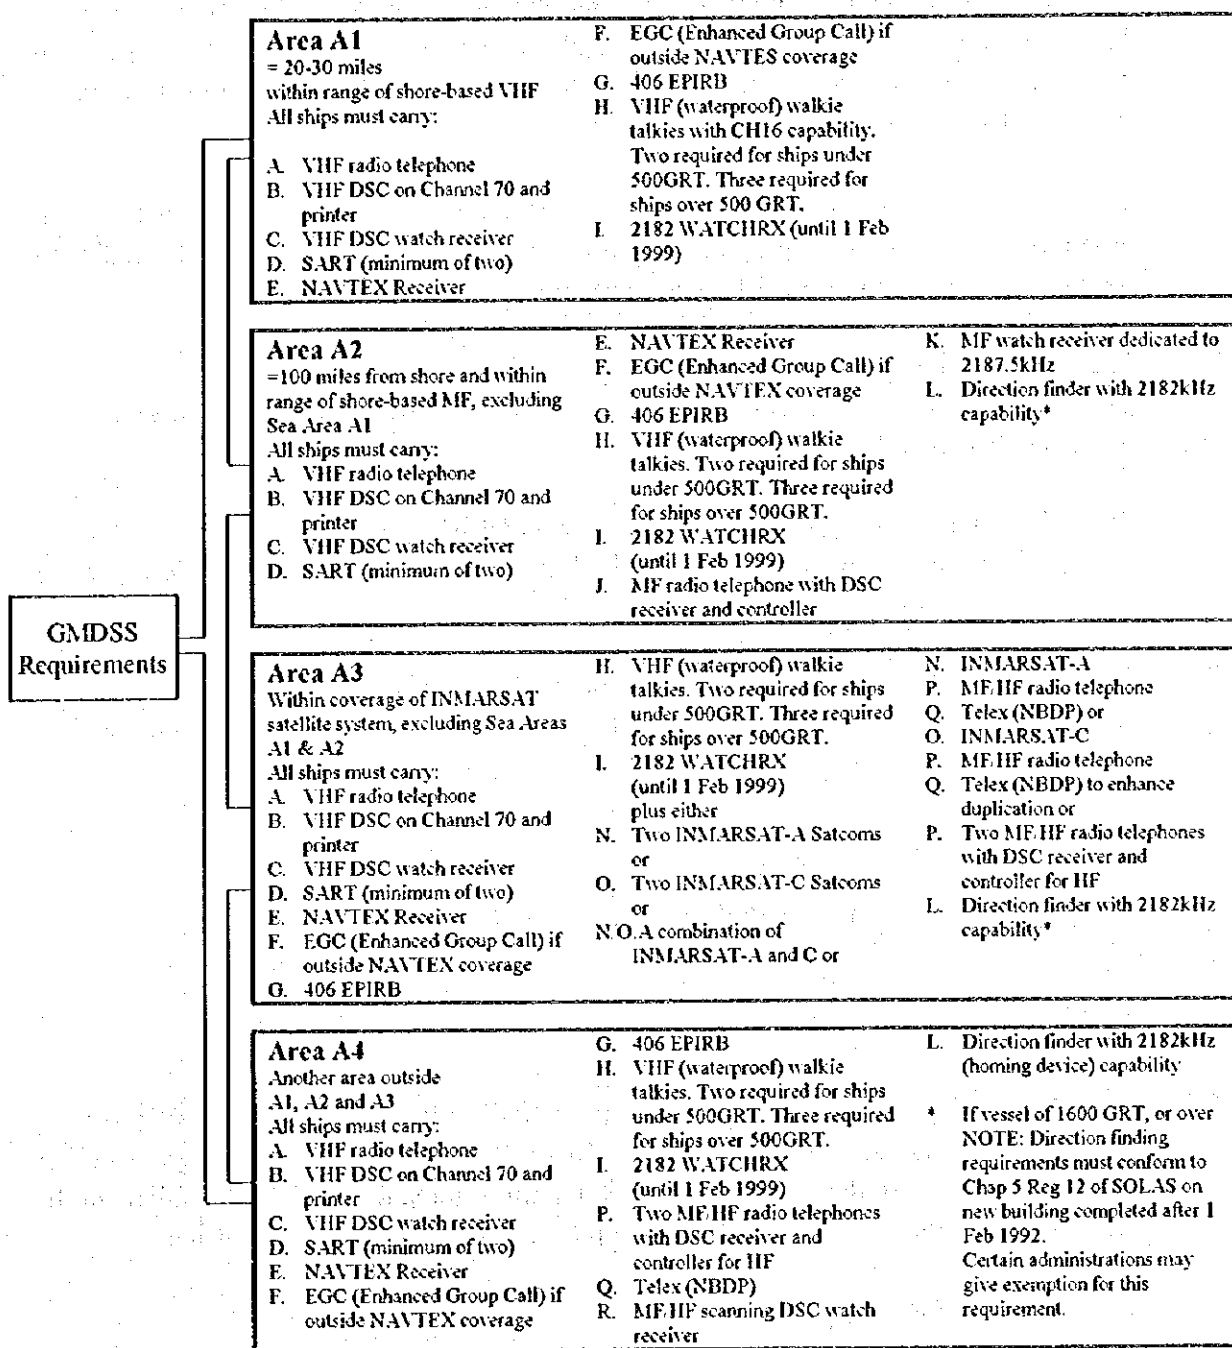 GMDSS
Requirements
Area A1
= 20-30 miles
within range of shore-based VHF
All ships must carry:
A. VHF radio telephone
B. VHF DSC on Channel 70 and
printer
C. VHF DSC watch receiver
D. SART (minimum of two)
E. NAVTEX Receiver
F. EGC (Enhanced Group Call) if
outside NAVTES coverage
G. 406 EPIRB
H. VHF (waterproof) walkie
talkies with CH16 capability.
Two required for ships under
500GRT. Three required for
ships over 500 GRT.
I. 2182 WATCHRX (until 1 Feb
1999)
Area A2
=100 miles from shore and within
range of shore-based MF, excluding
Sea Area A1
All ships must carry:
A. VHF radio telephone
B. VHF DSC on Channel 70 and
printer
C. VHF DSC watch receiver
D. SART (minimum of two)
E. NAVTEX Receiver
F. EGC (Enhanced Group Call) if
outside NAVTEX coverage
G. 406 EPIRB
H. VHF (waterproof) walkie
talkies. Two required for ships
under 500GRT. Three required
for ships over 500GRT.
I. 2182 WATCHRX
(until 1 Feb 1999)
J. MF radio telephone with DSC
receiver and controller
K. MF watch receiver dedicated to
2187.5kHz
L. Direction finder with 2182kHz
capability*
Area A3
Within coverage of INMARSAT
satellite system, excluding Sea Areas
A1 & A2
All ships must carry:
A. VHF radio telephone
B. VHF DSC on Channel 70 and
printer
C. VHF DSC watch receiver
D. SART (minimum of two)
E. NAVTEX Receiver
F. EGC (Enhanced Group Call) if
outside NAVTEX coverage
G. 406 EPIRB
H. VHF (waterproof) walkie
talkies. Two required for ships
under 500GRT. Three required
for ships over 500GRT.
I. 2182 WATCHRX
(until 1 Feb 1999)
plus either
N. Two INMARSAT-A Satcoms
or
O. Two INMARSAT-C Satcoms
or
N.O. A combination of
INMARSAT-A and C or
N. INMARSAT-A
P. MF/HF radio telephone
Q. Telex (NBDP) or
O. INMARSAT-C
P. MF/HF radio telephone
Q. Telex (NBDP) to enhance
duplication or
P. Two MF/HF radio telephones
with DSC receiver and
controller for HF
L. Direction finder with 2182kHz
capability*
Area A4
Another area outside
A1, A2 and A3
All ships must carry:
A. VHF radio telephone
B. VHF DSC on Channel 70 and
printer
C. VHF DSC watch receiver
D. SART (minimum of two)
E. NAVTEX Receiver
F. EGC (Enhanced Group Call) if
outside NAVTEX coverage
G. 406 EPIRB
H. VHF (waterproof) walkie
talkies. Two required for ships
under 500GRT. Three required
for ships over 500GRT.
I. 2182 WATCHRX
(until 1 Feb 1999)
P. Two MF/HF radio telephones
with DSC receiver and
controller for HF
Q. Telex (NBDP)
R. MF/HF scanning DSC watch
receiver
L. Direction finder with 2182kHz
(homing device) capability
* If vessel of 1600 GRT, or over
NOTE: Direction finding
requirements must conform to
Chap 5 Reg 12 of SOLAS on
new building completed after 1
Feb 1992.
Certain administrations may
give exemption for this
requirement.